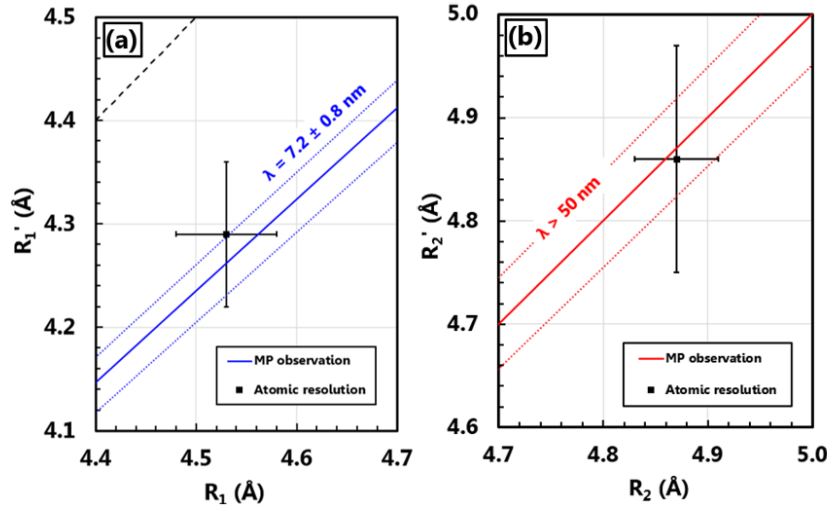 (a)
4.5
4.4
4.3
4.2
4.1
R₁' (Å)
λ = 7.2 ± 0.8 nm
MP observation
Atomic resolution
4.4 4.5 4.6 4.7
R₁ (Å)
(b)
5.0
4.9
4.8
4.7
4.6
R₂' (Å)
λ > 50 nm
MP observation
Atomic resolution
4.7 4.8 4.9 5.0
R₂ (Å)